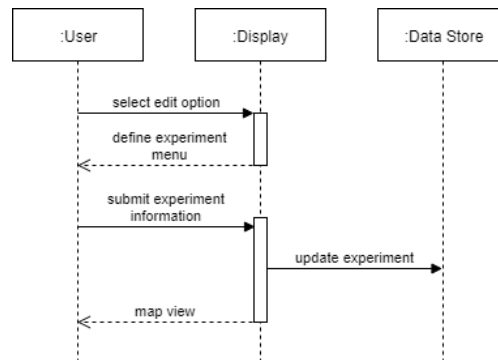 :User
:Display
:Data Store
select edit option
define experiment
menu
submit experiment
information
update experiment
map view